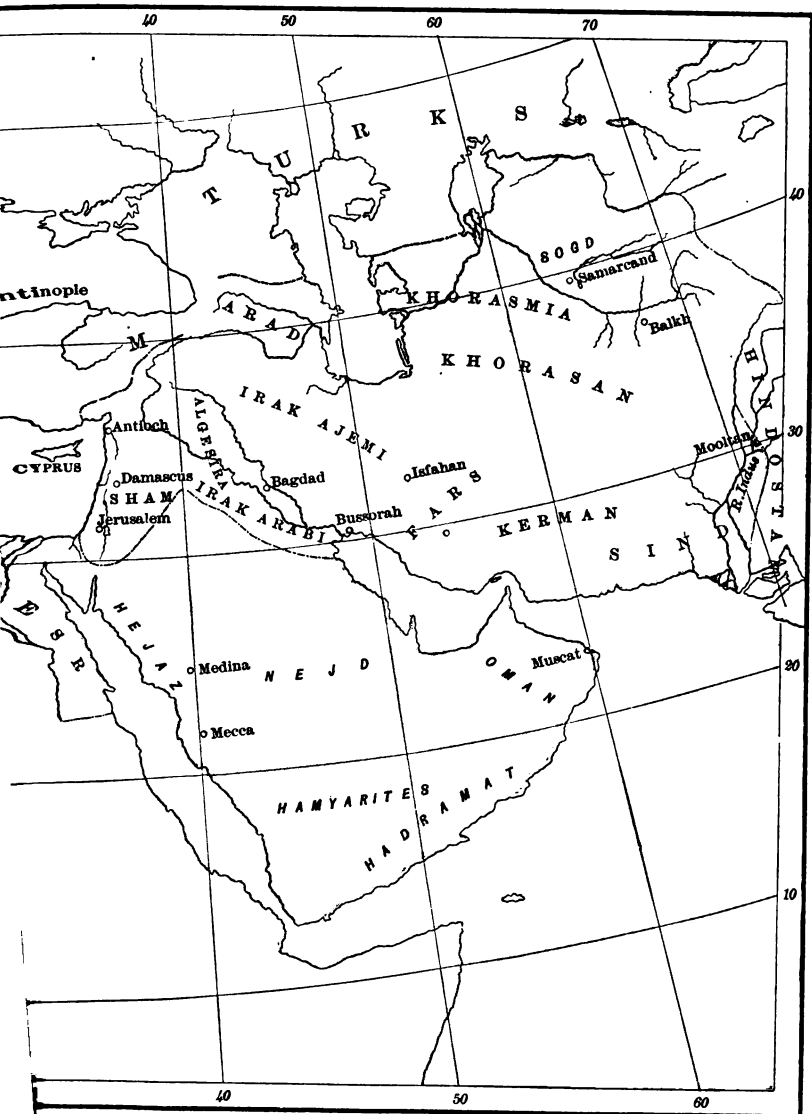 40 50 60 70
TURKS
40
SOGD
Samarcand
ntinople
KHORASMIA
ARAD
M
Balkh
KHORASAN
HINDOSTAN
IRAK AJEMI
ALGESIRA
Antioch
30
Mooltan
CYPRUS
Damascus
Bagdad
Isfahan
R. Indus
SHAM
IRAK ARABI
FARS
Jerusalem
Bussorah
KERMAN
SIND
ESR
HEJAZ
Medina
NEJD
OMAN
Muscat
20
Mecca
HAMYARITES
HADRAMAT
10
40 50 60